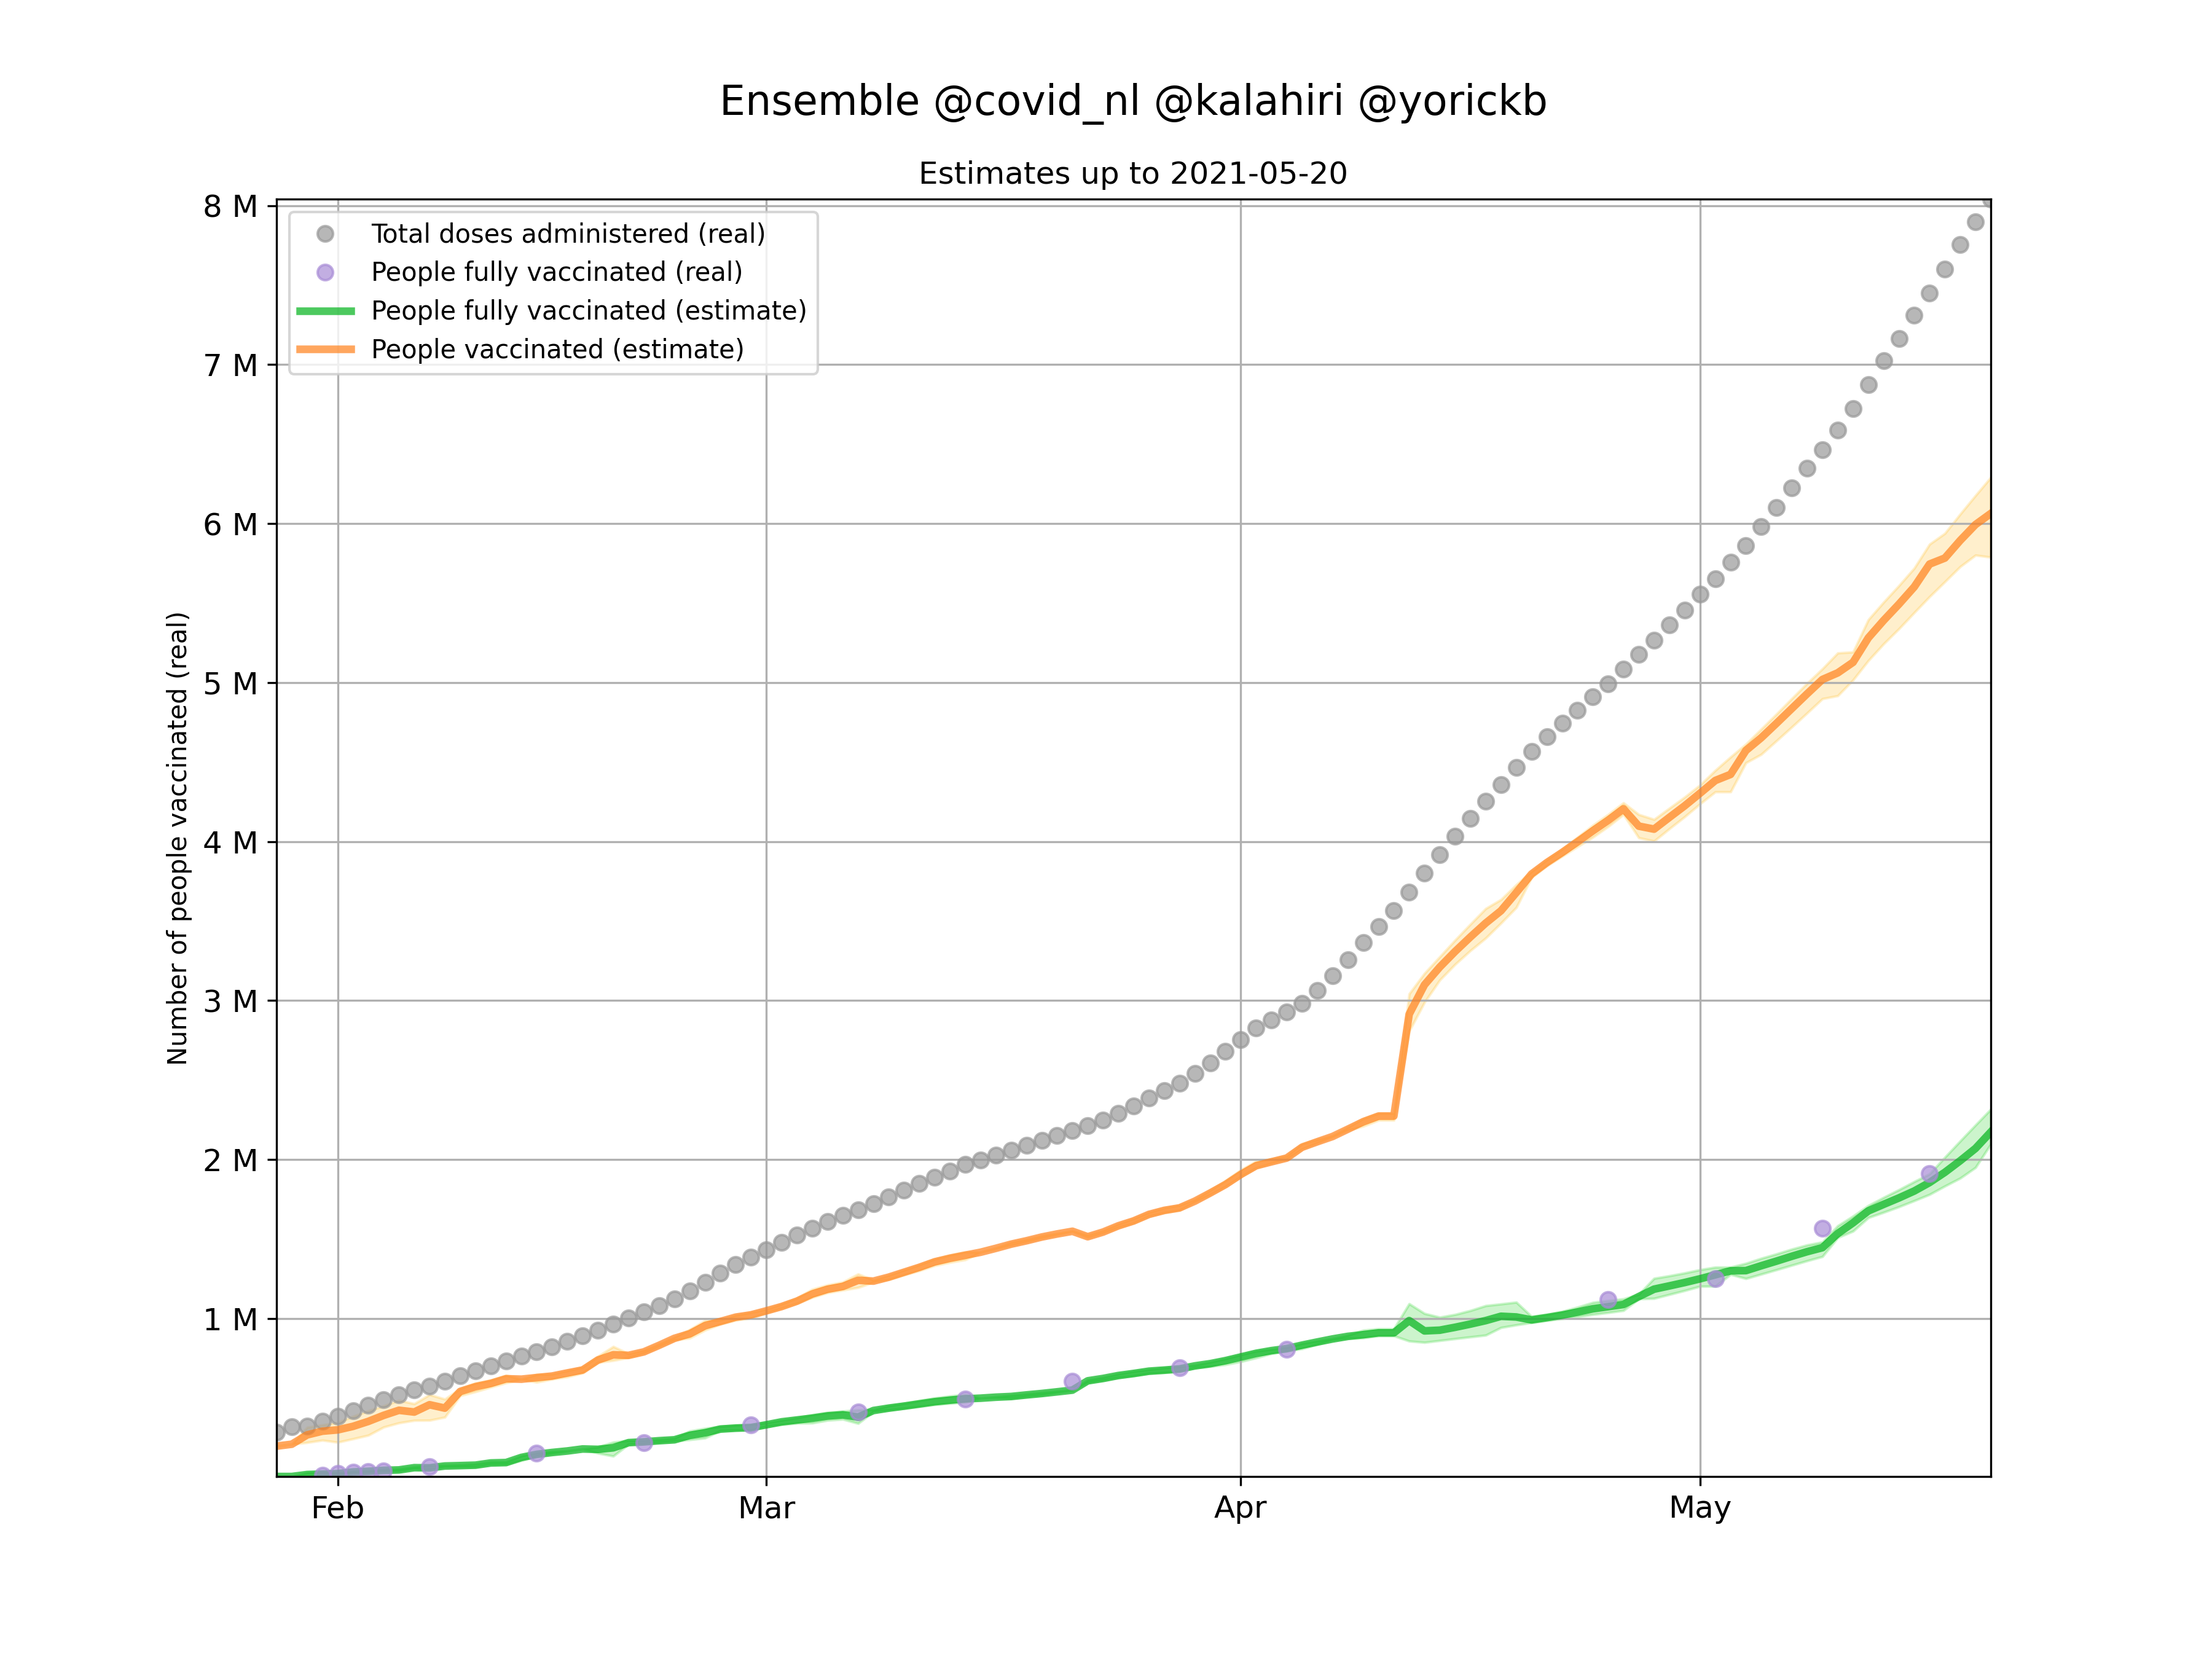 Ensemble @covid_nl @kalahiri @yorickb
Estimates up to 2021-05-20
8 M
7 M
6 M
5 M
4 M
3 M
2 M
1 M
Number of people vaccinated (real)
Total doses administered (real)
People fully vaccinated (real)
People fully vaccinated (estimate)
People vaccinated (estimate)
Feb
Mar
Apr
May